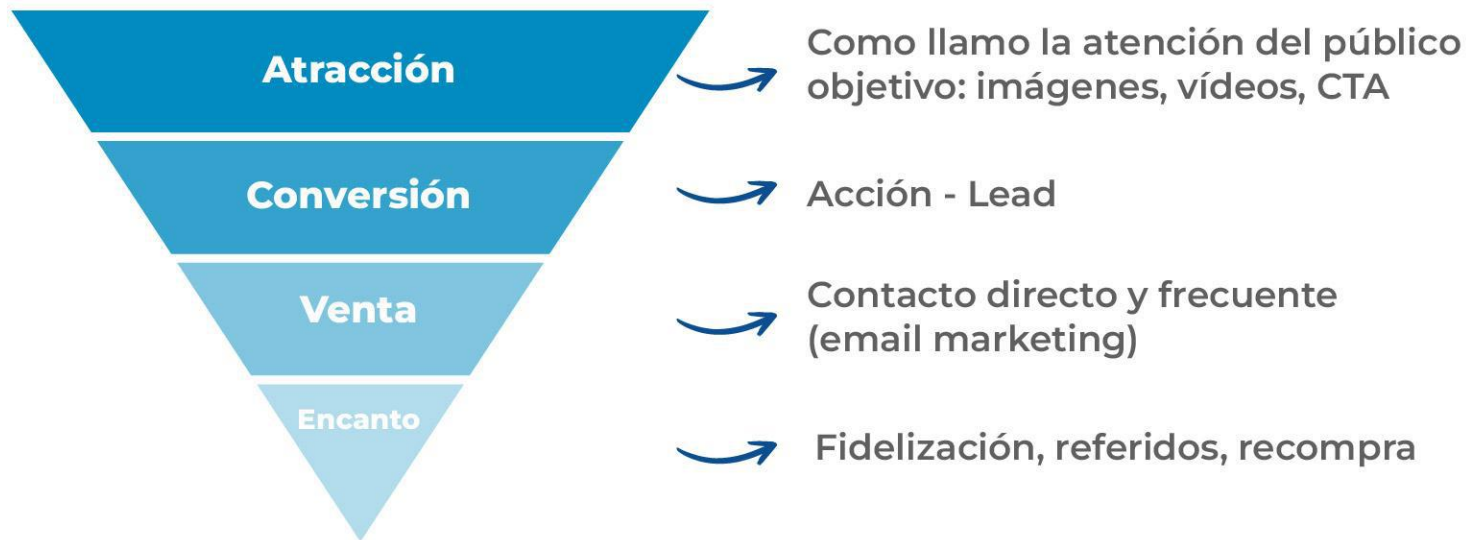 Atracción
Como llamo la atención del público
objetivo: imágenes, vídeos, CTA
Conversión
Acción - Lead
Venta
Contacto directo y frecuente
(email marketing)
Encanto
Fidelización, referidos, recompra